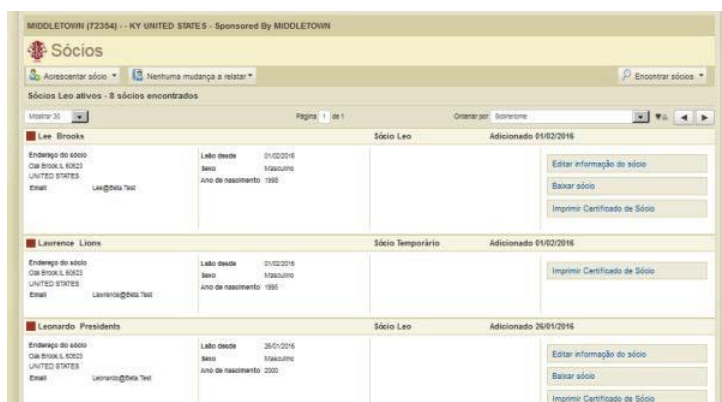 MIDDLETOWN (72354) - - KY UNITED STATES - Sponsored By MIDDLETOWN
Sócios
Acrescentar sócio Nenhuma mudança a relatar Encontrar sócios
Sócios Leo ativos - 8 sócios encontrados
Mostrar 20 Página 1 de 1 Ordenar por Sobrenome
Lee Brooks Sócio Leo Adicionado 01/02/2016
Endereço do sócio Leão desde 01/02/2016 Editar informação do sócio
Oak Brook, IL 60523 Sexo Masculino
UNITED STATES Ano de nascimento 1998 Baixar sócio
Email Lee@Beta.Test
Imprimir Certificado de Sócio
Lawrence Lions Sócio Temporário Adicionado 01/02/2016
Endereço do sócio Leão desde 01/02/2016 Imprimir Certificado de Sócio
Oak Brook, IL 60523 Sexo Masculino
UNITED STATES Ano de nascimento 1995
Email Lawrence@Beta.Test
Leonardo Presidents Sócio Leo Adicionado 26/01/2016
Endereço do sócio Leão desde 26/01/2016 Editar informação do sócio
Oak Brook, IL 60523 Sexo Masculino
UNITED STATES Ano de nascimento 2000 Baixar sócio
Email Leonardo@Beta.Test
Imprimir Certificado de Sócio